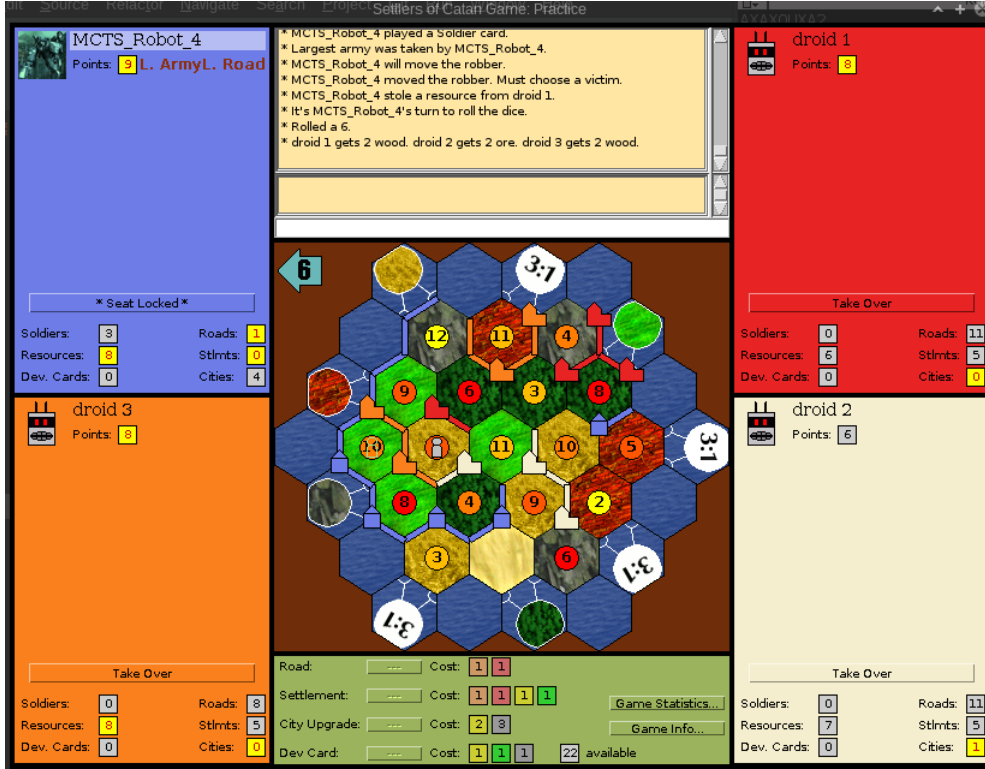 uit Source Refactor Navigate Search Project
Settlers of Catan Game: Practice
MCTS_Robot_4
Points: 9 L. ArmyL. Road
* Seat Locked *
Soldiers: 3 Roads: 1
Resources: 8 Stlmts: 0
Dev. Cards: 0 Cities: 4
* MCTS_Robot_4 played a Soldier card.
* Largest army was taken by MCTS_Robot_4.
* MCTS_Robot_4 will move the robber.
* MCTS_Robot_4 moved the robber. Must choose a victim.
* MCTS_Robot_4 stole a resource from droid 1.
* It's MCTS_Robot_4's turn to roll the dice.
* Rolled a 6.
* droid 1 gets 2 wood. droid 2 gets 2 ore. droid 3 gets 2 wood.
droid 1
Points: 8
Take Over
Soldiers: 0 Roads: 11
Resources: 6 Stlmts: 5
Dev. Cards: 0 Cities: 0
6
3:1
12 11 4
9 6 3 8
10 11 10 5
3:1
8 4 9 2
3 6
3:1
3:1
droid 3
Points: 8
Take Over
Soldiers: 0 Roads: 8
Resources: 8 Stlmts: 5
Dev. Cards: 0 Cities: 0
Road: --- Cost: 1 1
Settlement: --- Cost: 1 1 1 1
City Upgrade: --- Cost: 2 3
Dev Card: --- Cost: 1 1 1 22 available
Game Statistics...
Game Info...
droid 2
Points: 6
Take Over
Soldiers: 0 Roads: 11
Resources: 7 Stlmts: 5
Dev. Cards: 0 Cities: 1